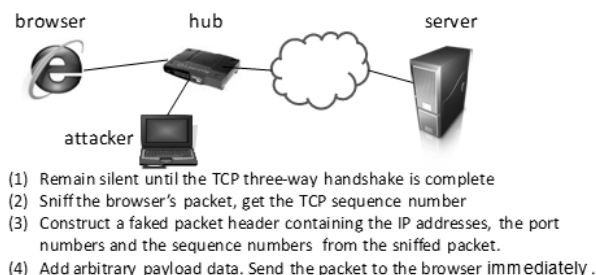 browser
hub
server
attacker
(1) Remain silent until the TCP three-way handshake is complete
(2) Sniff the browser's packet, get the TCP sequence number
(3) Construct a faked packet header containing the IP addresses, the port
numbers and the sequence numbers from the sniffed packet.
(4) Add arbitrary payload data. Send the packet to the browser immediately.